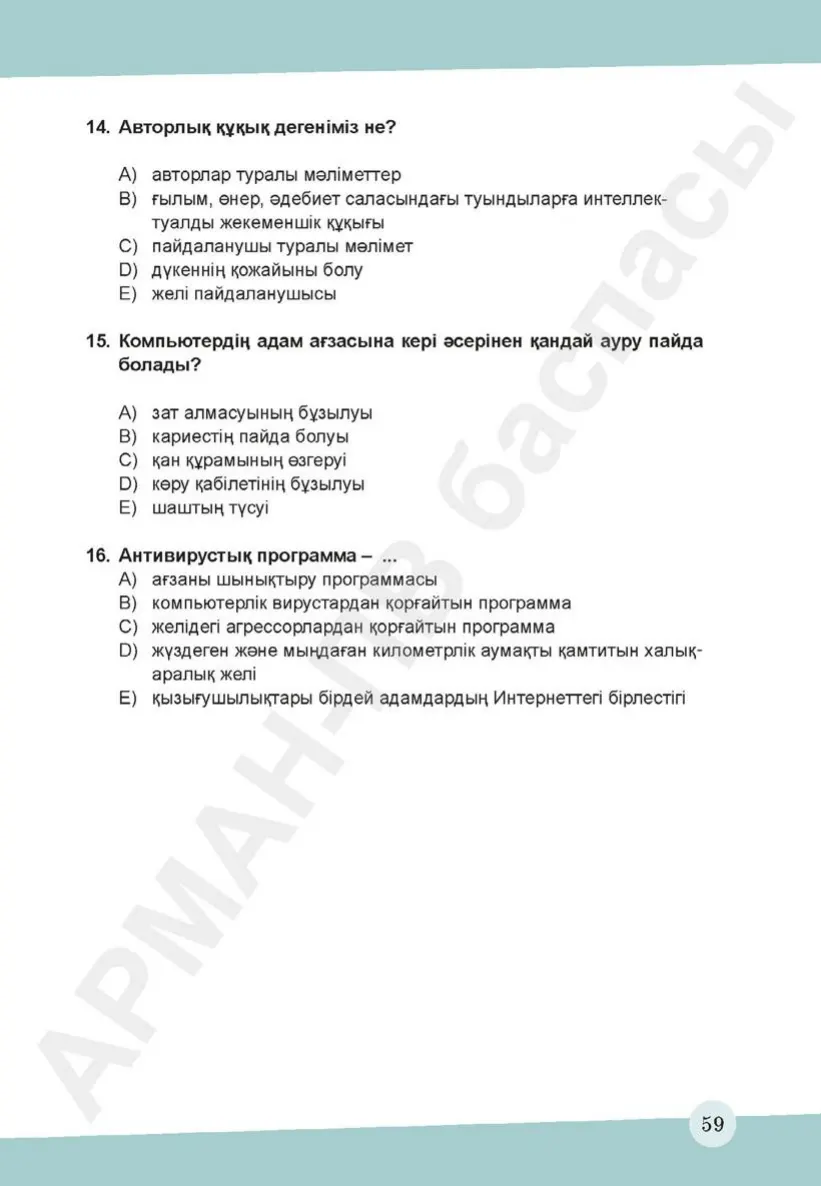 14. Авторлық құқық дегеніміз не?
A) авторлар туралы мәліметтер
B) ғылым, өнер, әдебиет саласындағы туындыларға интеллек-
туалды жекеменшік құқығы
C) пайдаланушы туралы мәлімет
D) дүкеннің қожайыны болу
E) желі пайдаланушысы
15. Компьютердің адам ағзасына кері әсерінен қандай ауру пайда
болады?
A) зат алмасуының бұзылуы
B) кариестің пайда болуы
C) қан құрамының өзгеруі
D) көру қабілетінің бұзылуы
E) шаштың түсуі
16. Антивирустық программа – ...
A) ағзаны шынықтыру программасы
B) компьютерлік вирустардан қорғайтын программа
C) желідегі агрессорлардан қорғайтын программа
D) жүздеген және мыңдаған километрлік аумақты қамтитын халық-
аралық желі
E) қызығушылықтары бірдей адамдардың Интернеттегі бірлестігі
АРМАН-ПВ баспасы
59